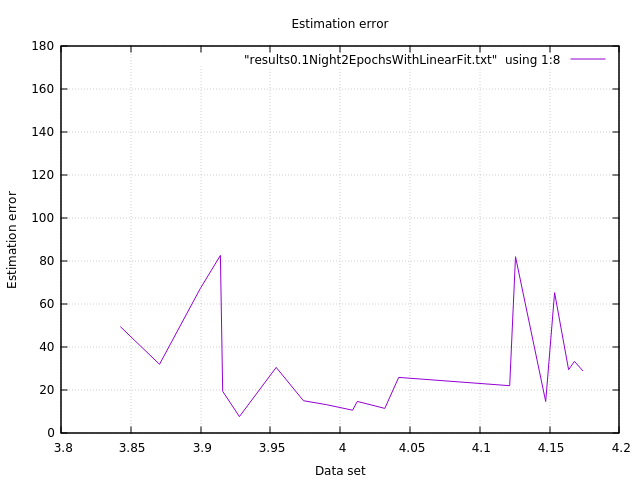 Estimation error
"results0.1Night2EpochsWithLinearFit.txt"  using 1:8
180
160
140
120
100
80
60
40
20
0
Estimation error
3.8 3.85 3.9 3.95 4 4.05 4.1 4.15 4.2
Data set